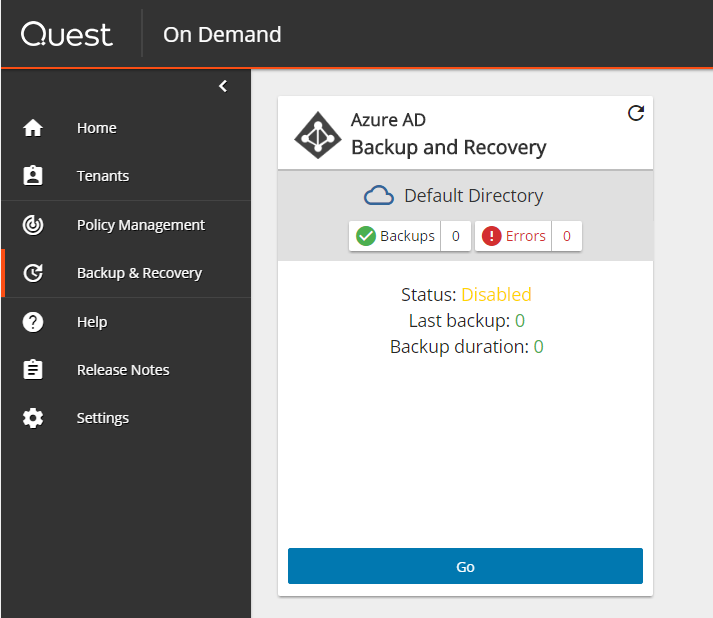 Quest
On Demand
Home
Tenants
Policy Management
Backup & Recovery
Help
Release Notes
Settings
Azure AD
Backup and Recovery
Default Directory
Backups 0 Errors 0
Status: Disabled
Last backup: 0
Backup duration: 0
Go